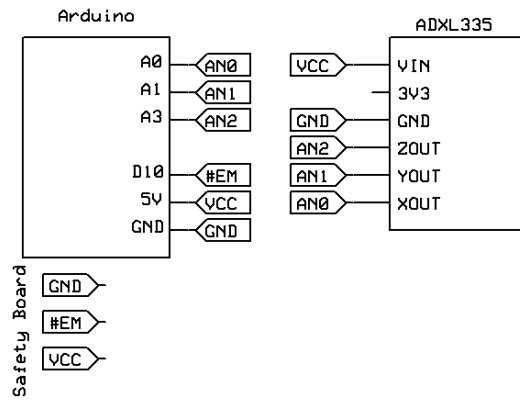 Arduino
A0 AN0
A1 AN1
A3 AN2
D10 #EM
5V VCC
GND GND
ADXL335
VCC VIN
3V3
GND GND
AN2 ZOUT
AN1 YOUT
AN0 XOUT
Safety Board
GND
#EM
VCC